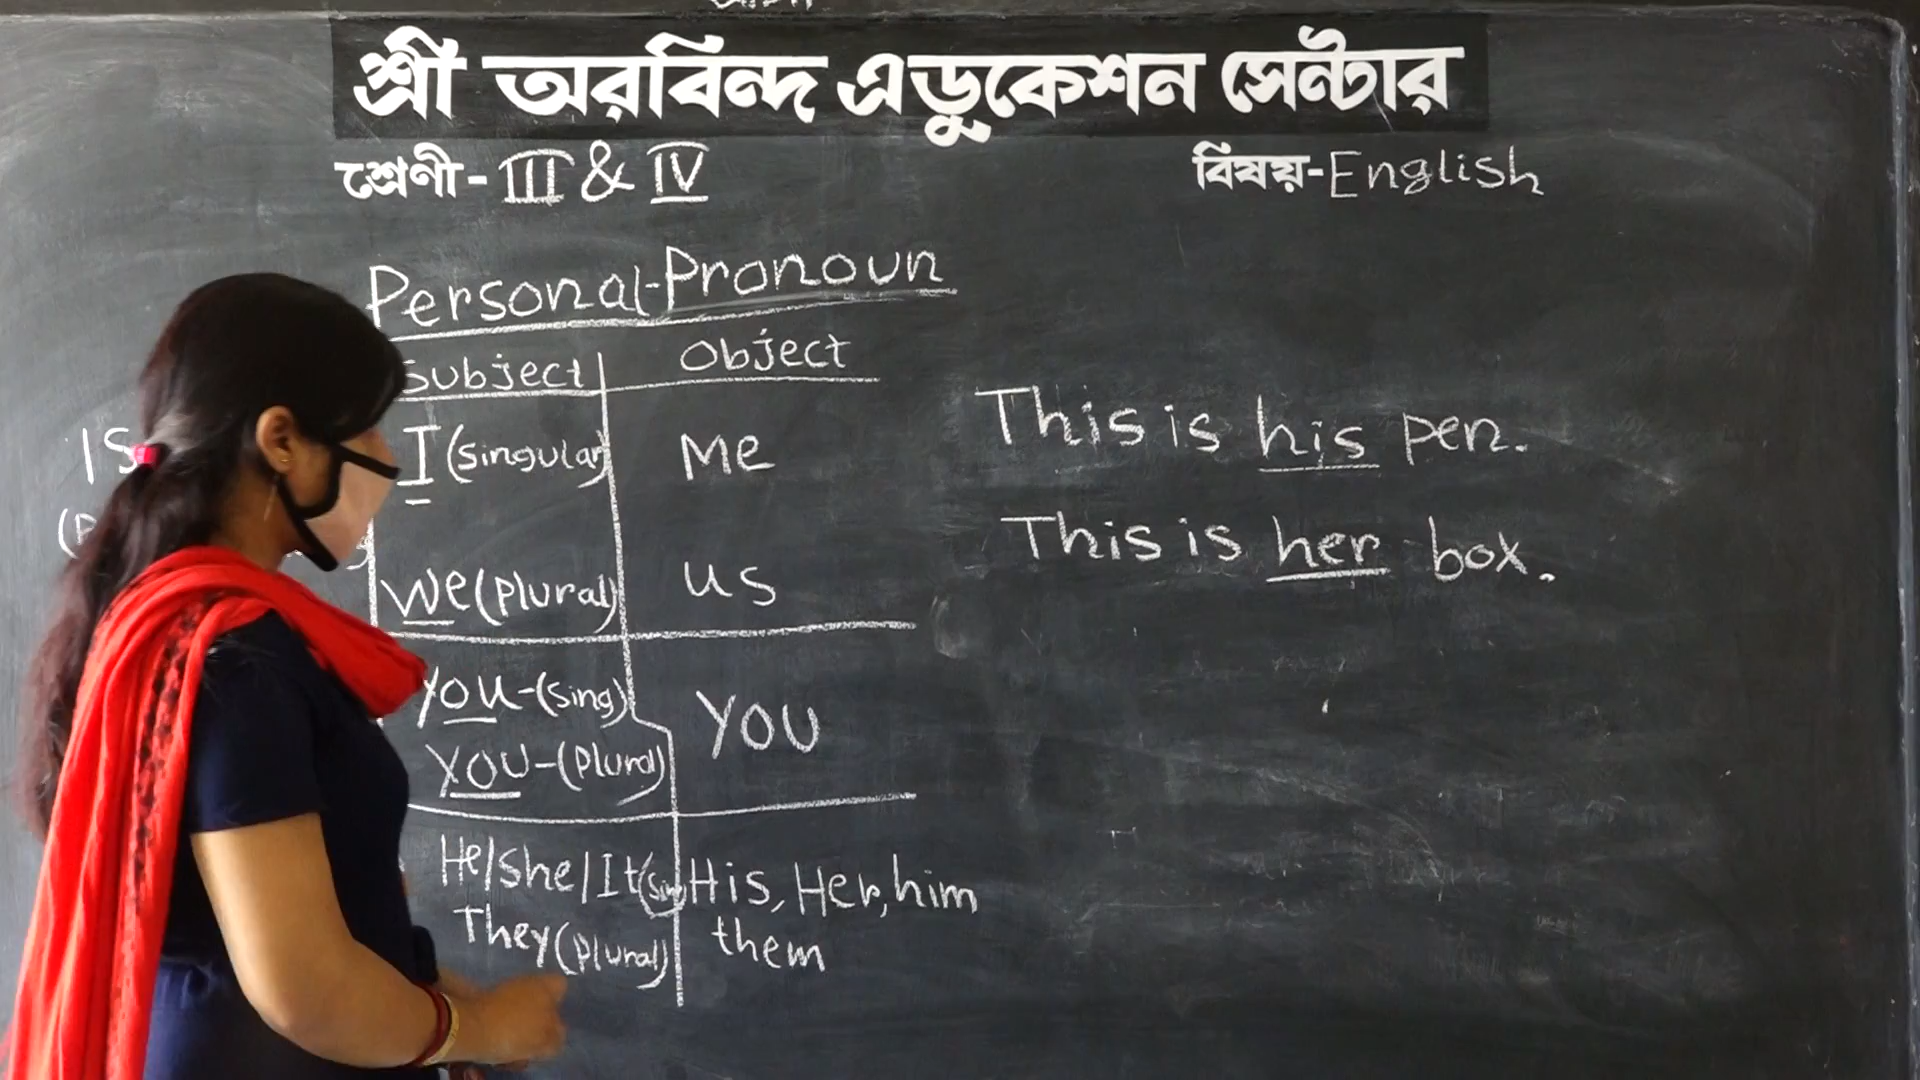 শ্রী অরবিন্দ এডুকেশন সেন্টার
শ্রেণী- III & IV
বিষয়-English
Personal-Pronoun
Subject Object
I (singular) Me
We (Plural) us
You-(Sing)
You-(Plural) YOU
He/She/It (Sin) His, Her, him
They (Plural) them
This is his pen.
This is her box.